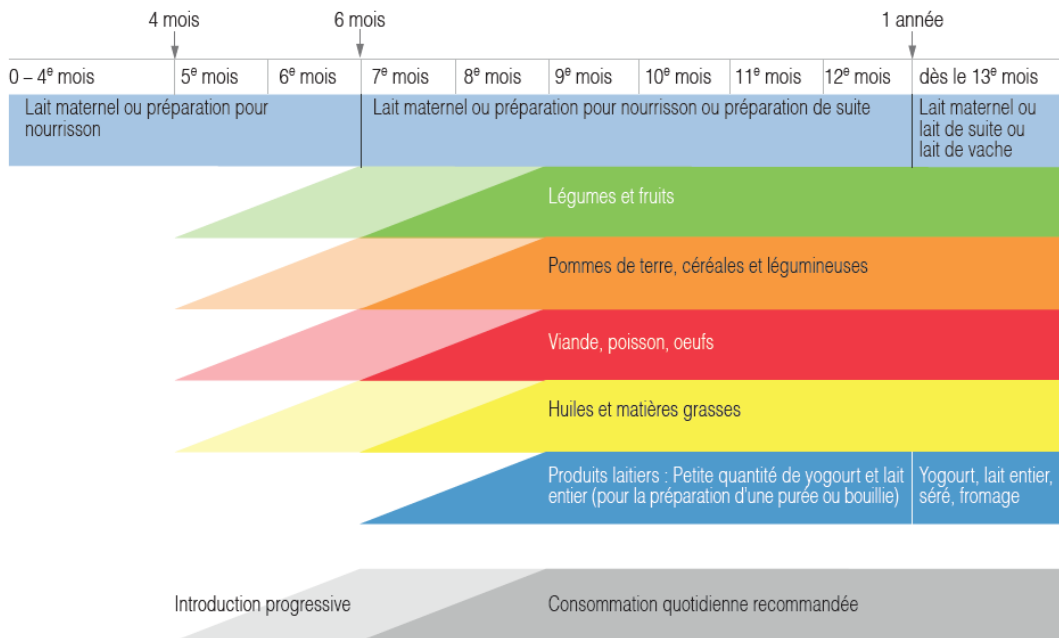 4 mois
6 mois
1 année
0 – 4e mois
5e mois
6e mois
7e mois
8e mois
9e mois
10e mois
11e mois
12e mois
dès le 13e mois
Lait maternel ou préparation pour
nourrisson
Lait maternel ou préparation pour nourrisson ou préparation de suite
Lait maternel ou
lait de suite ou
lait de vache
Légumes et fruits
Pommes de terre, céréales et légumineuses
Viande, poisson, oeufs
Huiles et matières grasses
Produits laitiers : Petite quantité de yogourt et lait
entier (pour la préparation d'une purée ou bouillie)
Yogourt, lait entier,
séré, fromage
Introduction progressive
Consommation quotidienne recommandée